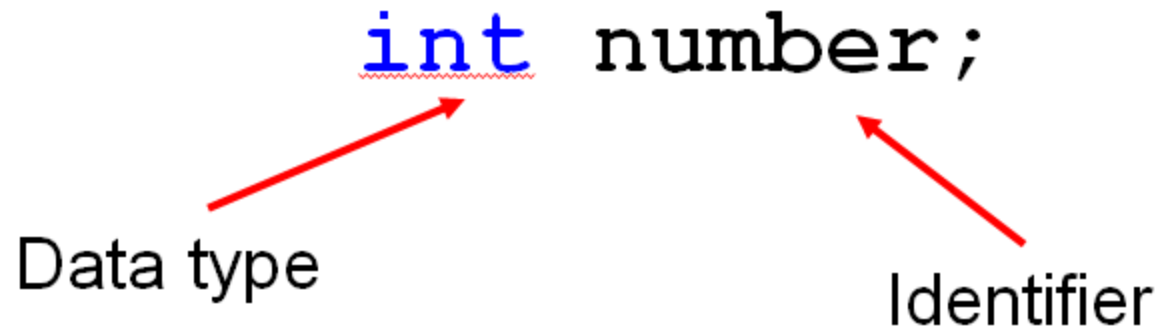 int number;
Data type
Identifier